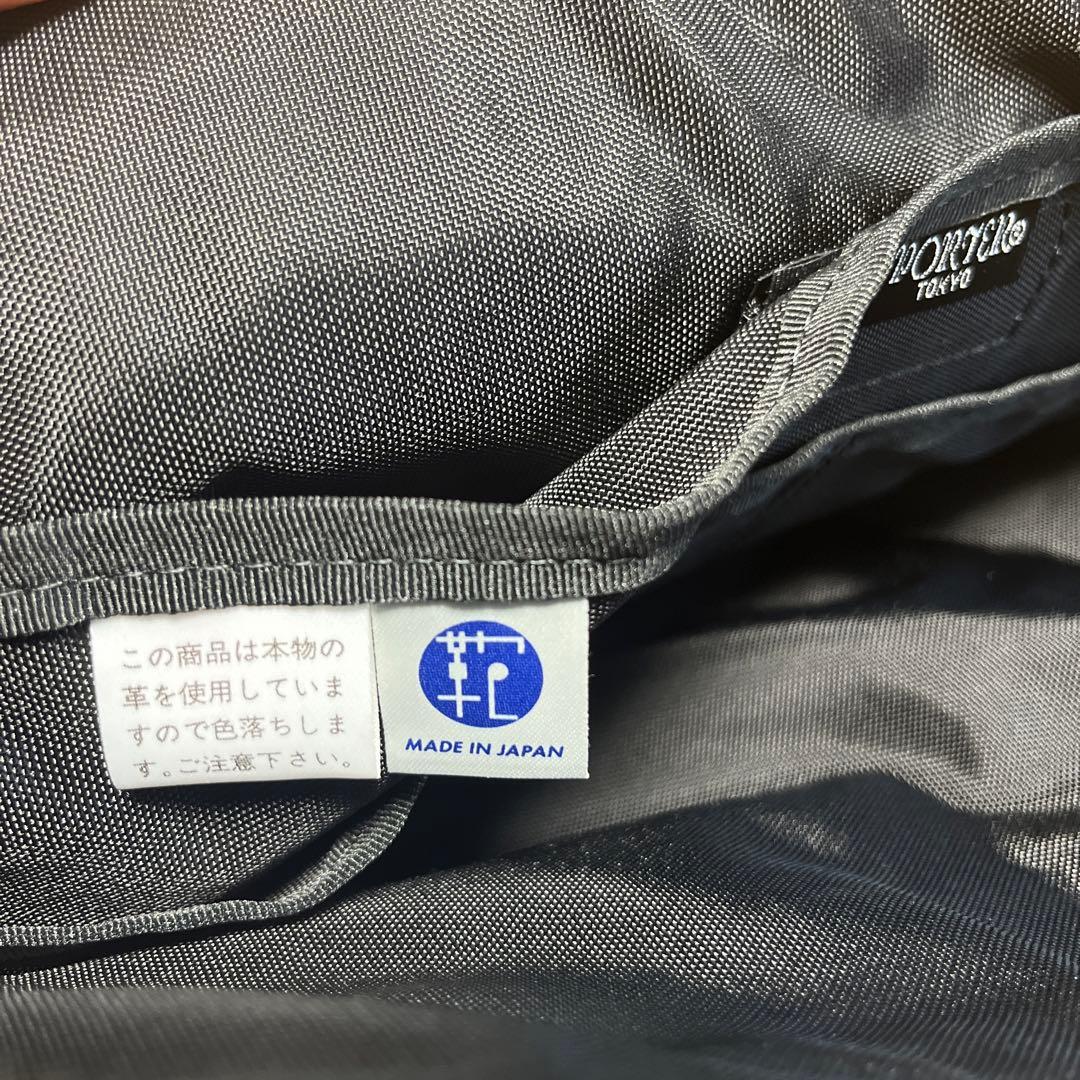 PORTER®
TOKYO
この商品は本物の
革を使用していま
すので色落ちしま
す。ご注意下さい。
鞄
MADE IN JAPAN